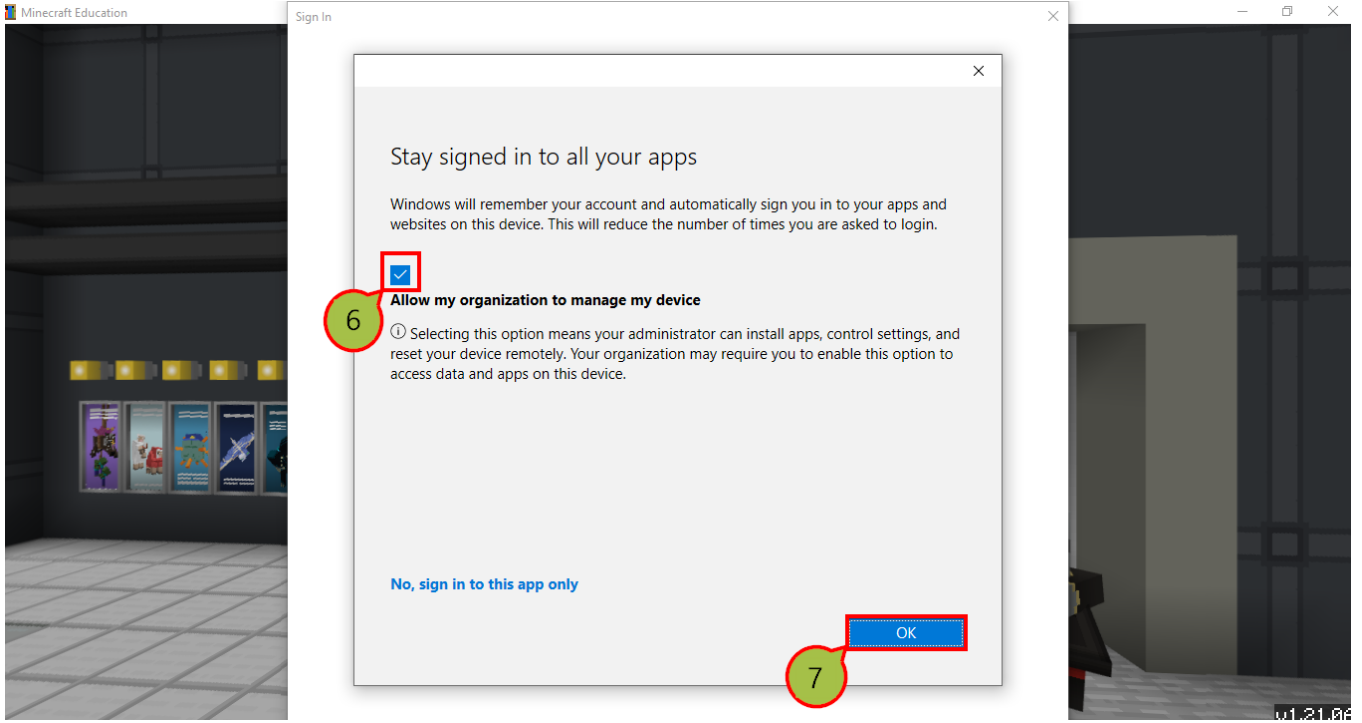 Minecraft Education
Sign In
Stay signed in to all your apps
Windows will remember your account and automatically sign you in to your apps and
websites on this device. This will reduce the number of times you are asked to login.
6
Allow my organization to manage my device
Selecting this option means your administrator can install apps, control settings, and
reset your device remotely. Your organization may require you to enable this option to
access data and apps on this device.
No, sign in to this app only
OK
7
v1.21.06